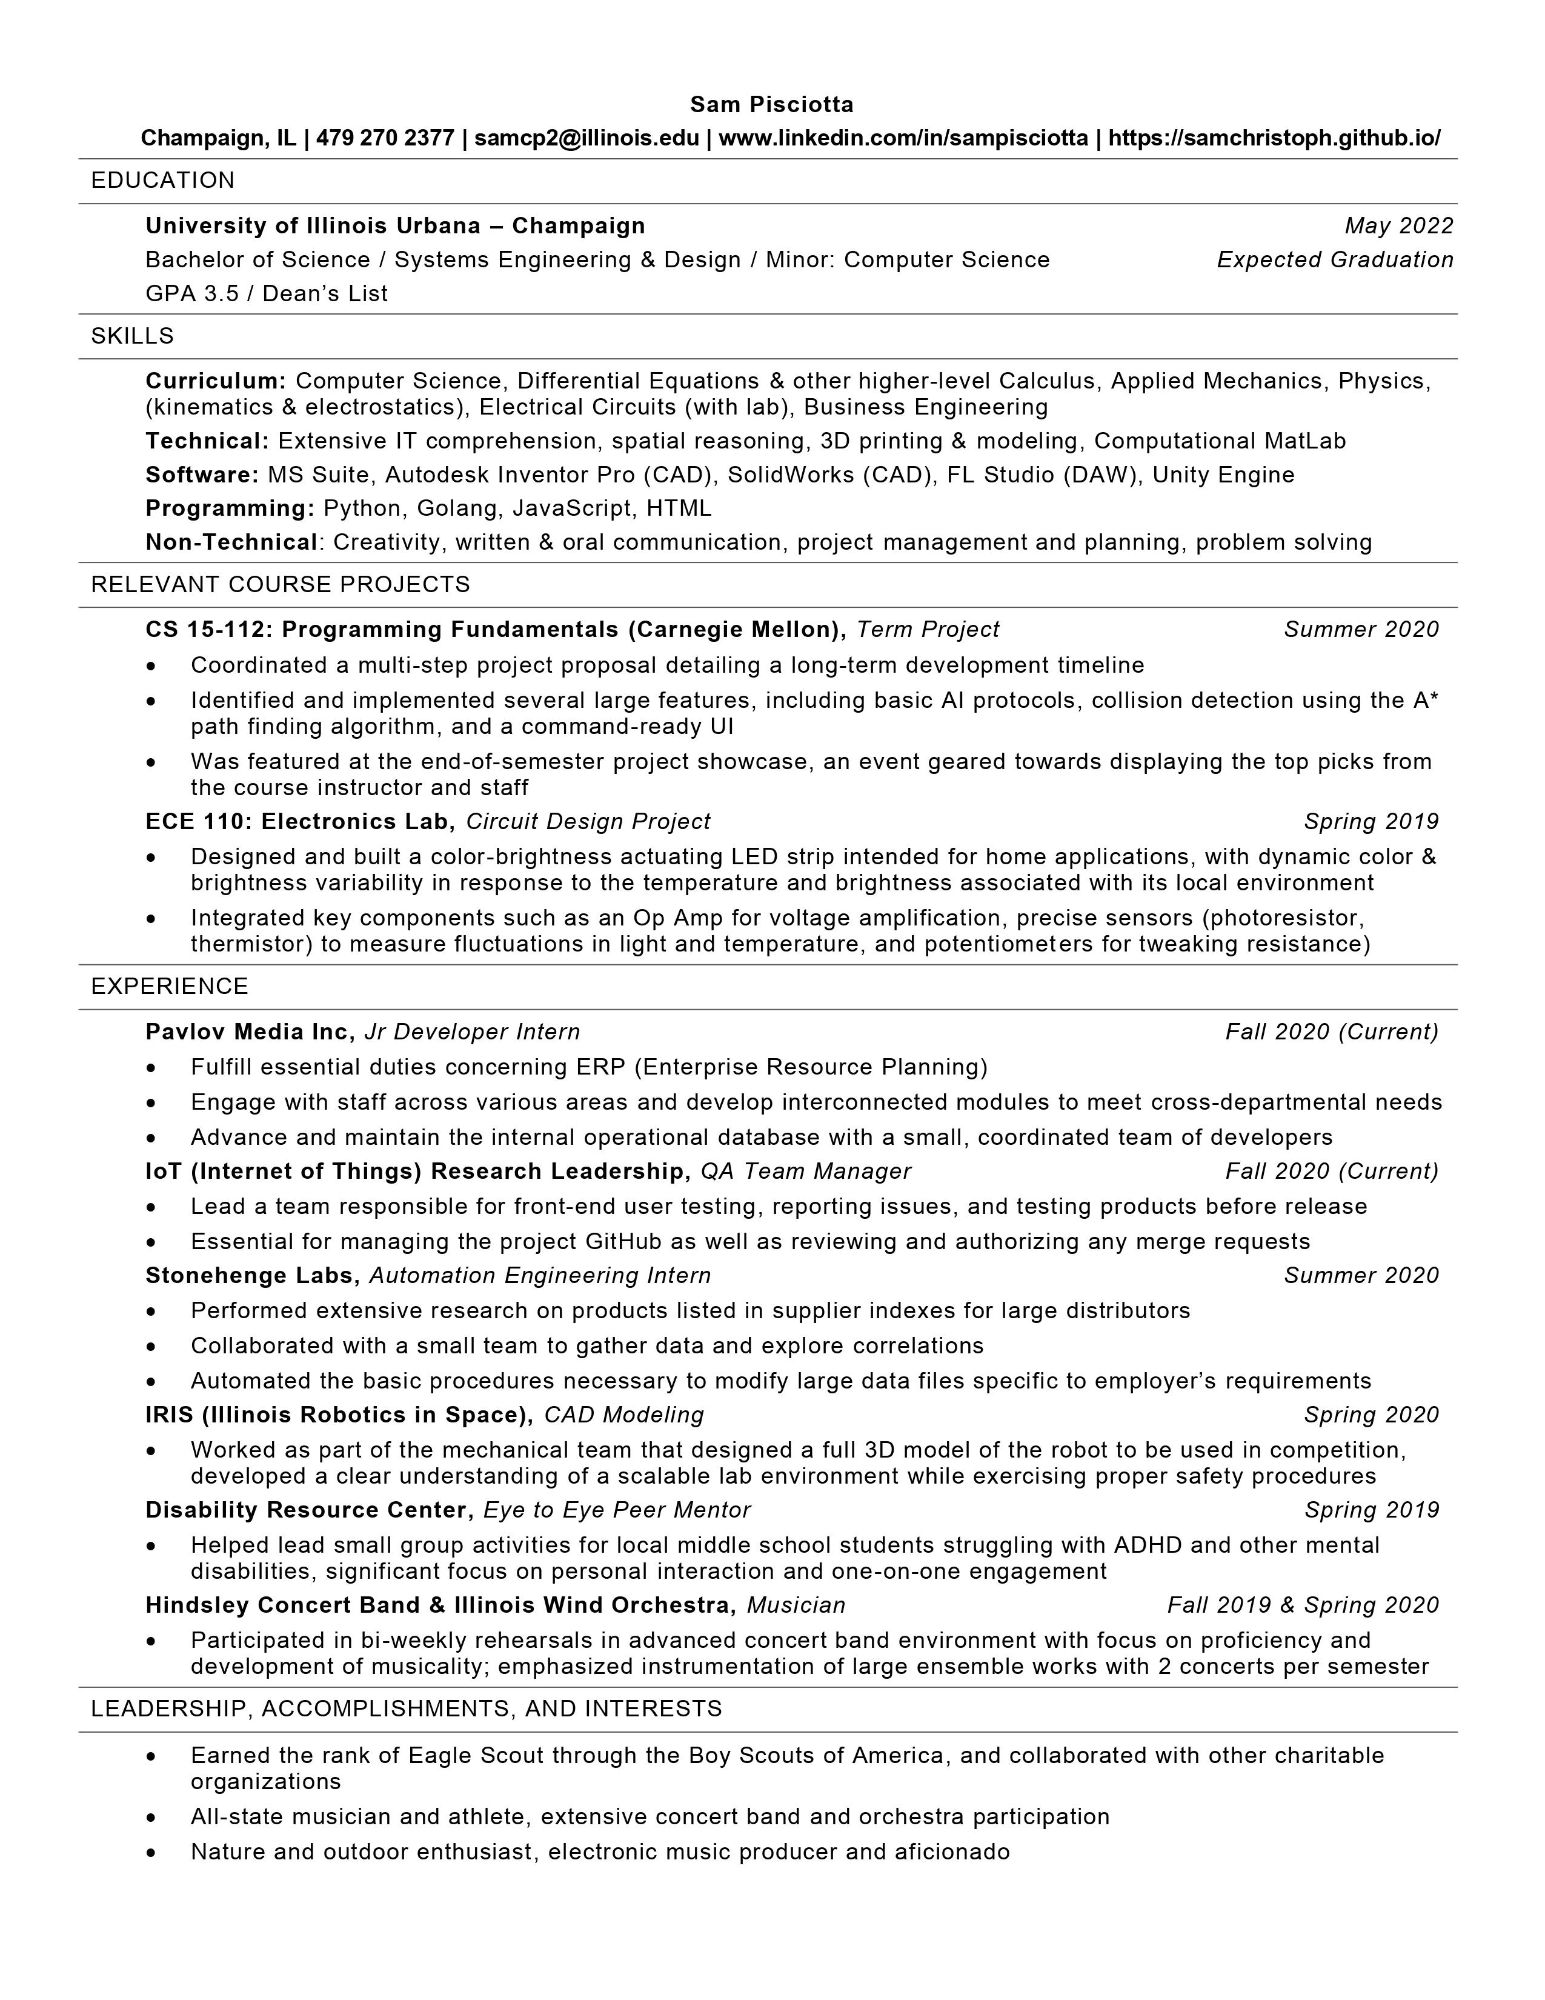 Sam Pisciotta
Champaign, IL | 479 270 2377 | samcp2@illinois.edu | www.linkedin.com/in/sampisciotta | https://samchristoph.github.io/
EDUCATION
University of Illinois Urbana – Champaign May 2022
Bachelor of Science / Systems Engineering & Design / Minor: Computer Science Expected Graduation
GPA 3.5 / Dean’s List
SKILLS
Curriculum: Computer Science, Differential Equations & other higher-level Calculus, Applied Mechanics, Physics,
(kinematics & electrostatics), Electrical Circuits (with lab), Business Engineering
Technical: Extensive IT comprehension, spatial reasoning, 3D printing & modeling, Computational MatLab
Software: MS Suite, Autodesk Inventor Pro (CAD), SolidWorks (CAD), FL Studio (DAW), Unity Engine
Programming: Python, Golang, JavaScript, HTML
Non-Technical: Creativity, written & oral communication, project management and planning, problem solving
RELEVANT COURSE PROJECTS
CS 15-112: Programming Fundamentals (Carnegie Mellon), Term Project Summer 2020
• Coordinated a multi-step project proposal detailing a long-term development timeline
• Identified and implemented several large features, including basic AI protocols, collision detection using the A*
path finding algorithm, and a command-ready UI
• Was featured at the end-of-semester project showcase, an event geared towards displaying the top picks from
the course instructor and staff
ECE 110: Electronics Lab, Circuit Design Project Spring 2019
• Designed and built a color-brightness actuating LED strip intended for home applications, with dynamic color &
brightness variability in response to the temperature and brightness associated with its local environment
• Integrated key components such as an Op Amp for voltage amplification, precise sensors (photoresistor,
thermistor) to measure fluctuations in light and temperature, and potentiometers for tweaking resistance)
EXPERIENCE
Pavlov Media Inc, Jr Developer Intern Fall 2020 (Current)
• Fulfill essential duties concerning ERP (Enterprise Resource Planning)
• Engage with staff across various areas and develop interconnected modules to meet cross-departmental needs
• Advance and maintain the internal operational database with a small, coordinated team of developers
IoT (Internet of Things) Research Leadership, QA Team Manager Fall 2020 (Current)
• Lead a team responsible for front-end user testing, reporting issues, and testing products before release
• Essential for managing the project GitHub as well as reviewing and authorizing any merge requests
Stonehenge Labs, Automation Engineering Intern Summer 2020
• Performed extensive research on products listed in supplier indexes for large distributors
• Collaborated with a small team to gather data and explore correlations
• Automated the basic procedures necessary to modify large data files specific to employer’s requirements
IRIS (Illinois Robotics in Space), CAD Modeling Spring 2020
• Worked as part of the mechanical team that designed a full 3D model of the robot to be used in competition,
developed a clear understanding of a scalable lab environment while exercising proper safety procedures
Disability Resource Center, Eye to Eye Peer Mentor Spring 2019
• Helped lead small group activities for local middle school students struggling with ADHD and other mental
disabilities, significant focus on personal interaction and one-on-one engagement
Hindsley Concert Band & Illinois Wind Orchestra, Musician Fall 2019 & Spring 2020
• Participated in bi-weekly rehearsals in advanced concert band environment with focus on proficiency and
development of musicality; emphasized instrumentation of large ensemble works with 2 concerts per semester
LEADERSHIP, ACCOMPLISHMENTS, AND INTERESTS
• Earned the rank of Eagle Scout through the Boy Scouts of America, and collaborated with other charitable
organizations
• All-state musician and athlete, extensive concert band and orchestra participation
• Nature and outdoor enthusiast, electronic music producer and aficionado